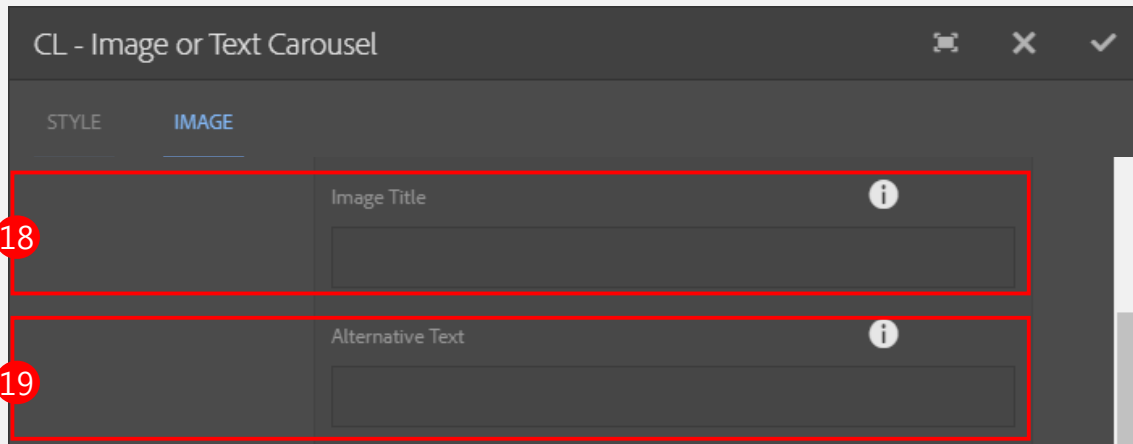 CL - Image or Text Carousel
STYLE IMAGE
Image Title
18
Alternative Text
19